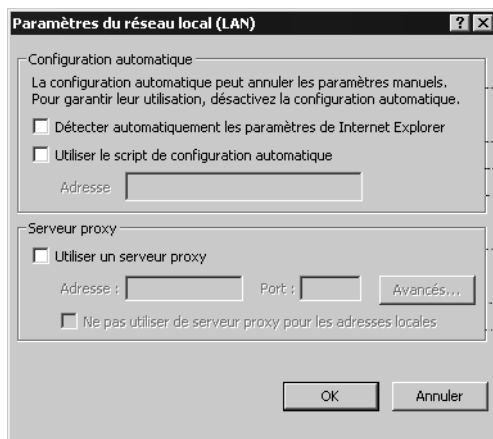 Paramètres du réseau local (LAN)
Configuration automatique
La configuration automatique peut annuler les paramètres manuels.
Pour garantir leur utilisation, désactivez la configuration automatique.
Détecter automatiquement les paramètres de Internet Explorer
Utiliser le script de configuration automatique
Adresse
Serveur proxy
Utiliser un serveur proxy
Adresse : Port : Avancés...
Ne pas utiliser de serveur proxy pour les adresses locales
OK Annuler